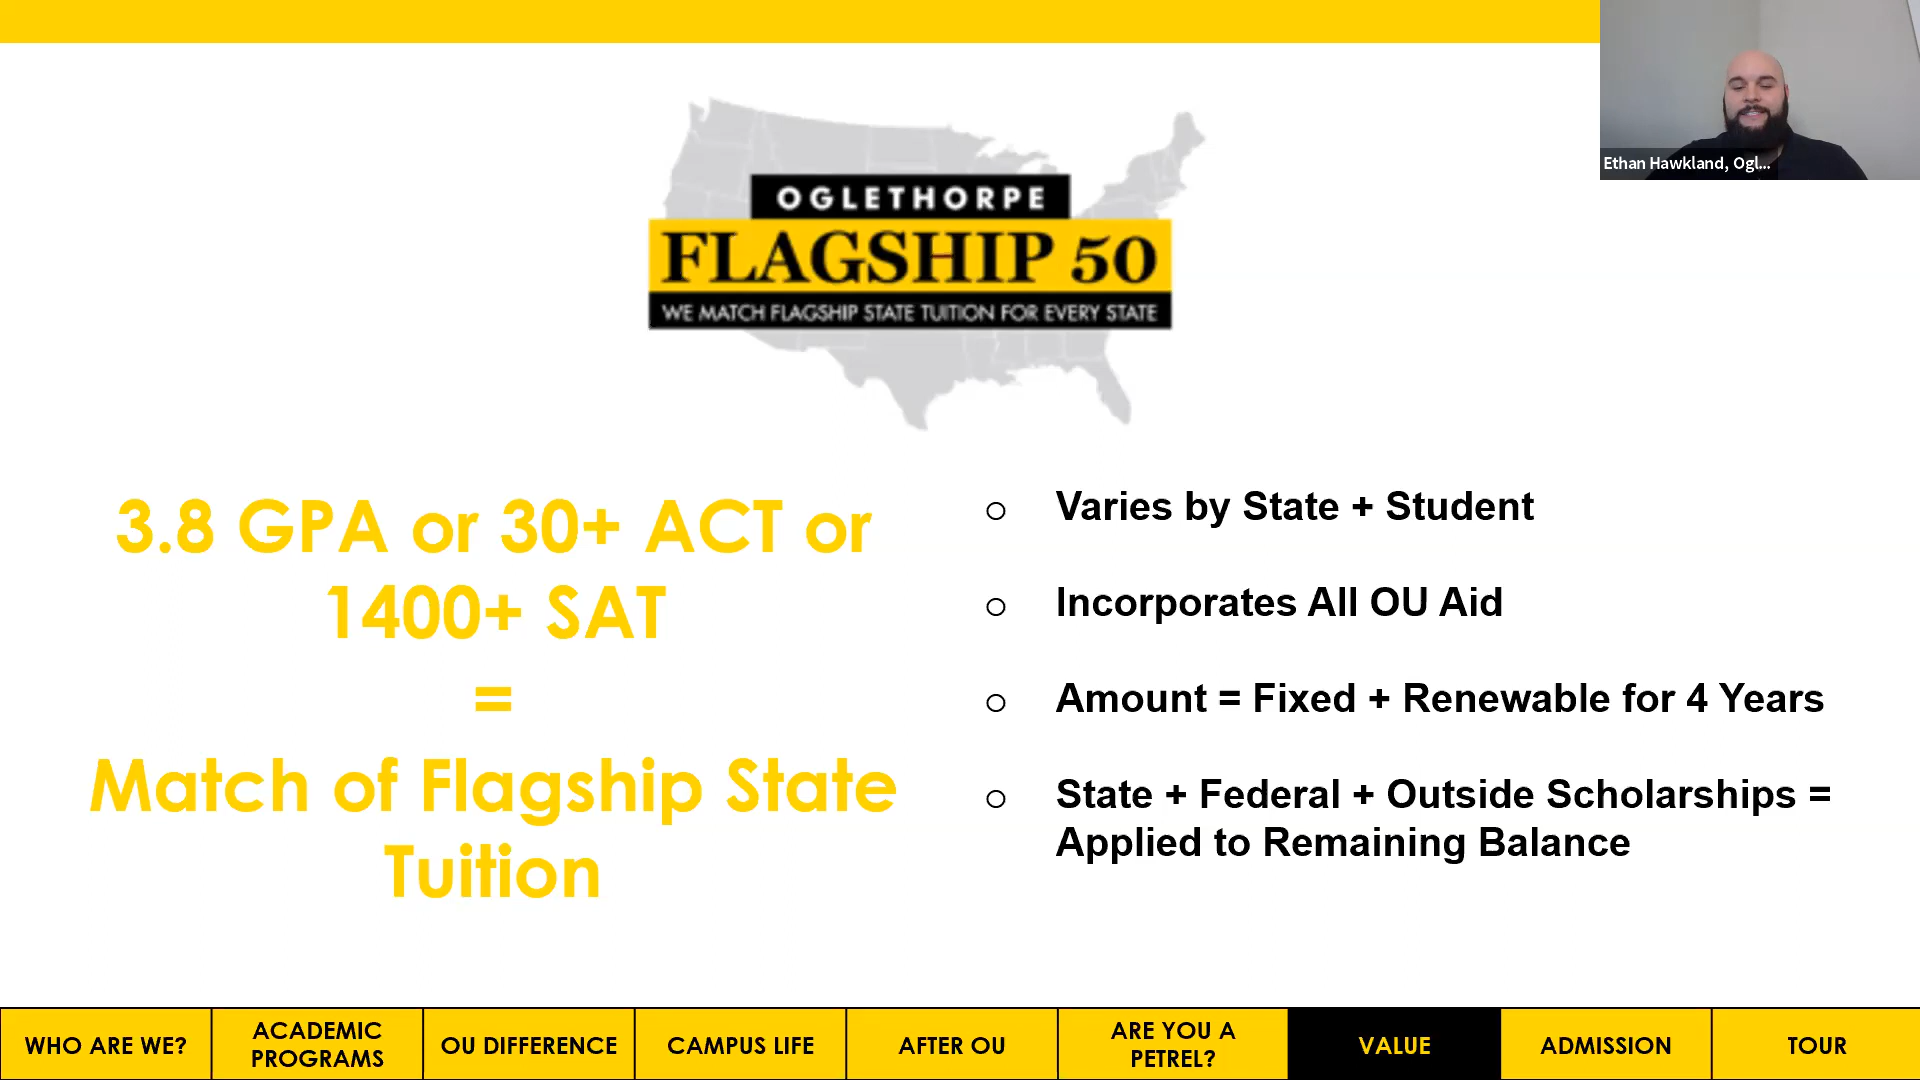 Ethan Hawkland, Ogl...
OGLETHORPE
FLAGSHIP 50
WE MATCH FLAGSHIP STATE TUITION FOR EVERY STATE
3.8 GPA or 30+ ACT or
1400+ SAT
=
Match of Flagship State
Tuition
○ Varies by State + Student
○ Incorporates All OU Aid
○ Amount = Fixed + Renewable for 4 Years
○ State + Federal + Outside Scholarships =
Applied to Remaining Balance
WHO ARE WE?
ACADEMIC
PROGRAMS
OU DIFFERENCE
CAMPUS LIFE
AFTER OU
ARE YOU A
PETREL?
VALUE
ADMISSION
TOUR